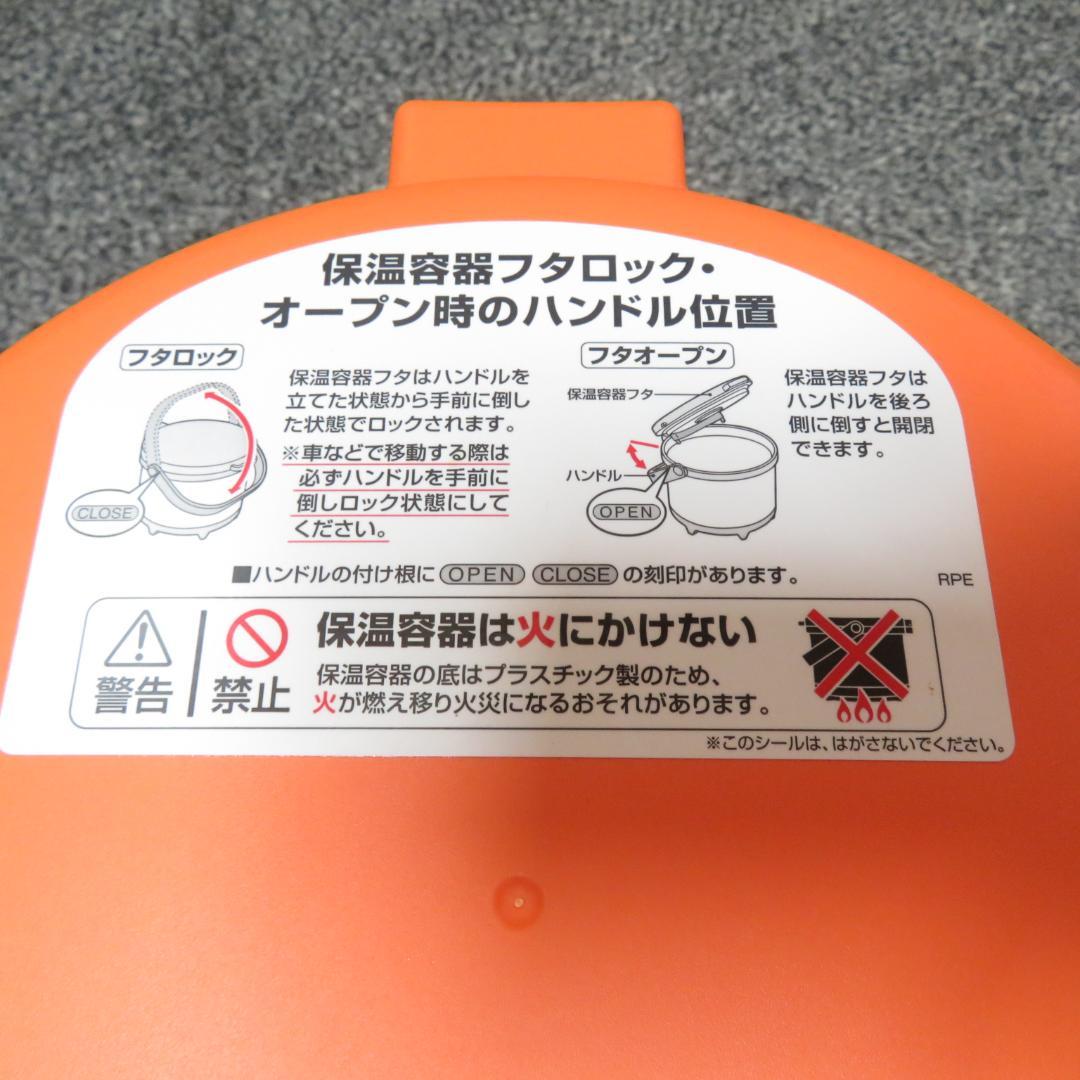 保温容器フタロック・
オープン時のハンドル位置
フタロック
保温容器フタはハンドルを
立てた状態から手前に倒し
た状態でロックされます。
※車などで移動する際は
必ずハンドルを手前に
倒しロック状態にして
ください。
CLOSE
フタオープン
保温容器フタ
ハンドル
OPEN
保温容器フタは
ハンドルを後ろ
側に倒すと開閉
できます。
■ハンドルの付け根に OPEN CLOSE の刻印があります。
RPE
警告
禁止
保温容器は火にかけない
保温容器の底はプラスチック製のため、
火が燃え移り火災になるおそれがあります。
※このシールは、はがさないでください。